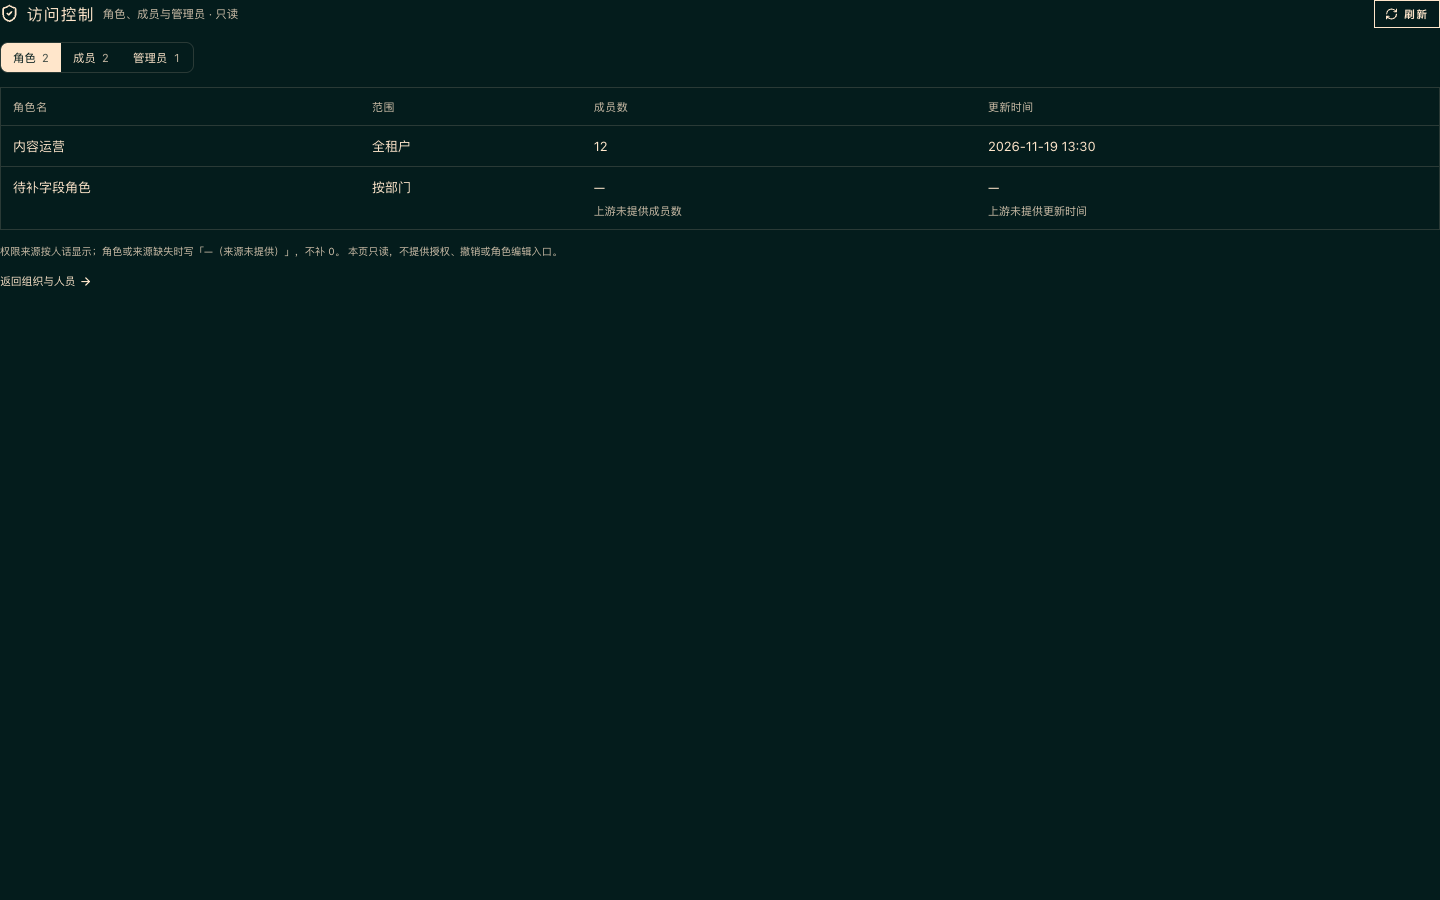 访问控制 角色、成员与管理员 · 只读 刷新
角色 2 成员 2 管理员 1
角色名 范围 成员数 更新时间
内容运营 全租户 12 2026-11-19 13:30
待补字段角色 按部门 — —
上游未提供成员数 上游未提供更新时间
权限来源按人话显示；角色或来源缺失时写「—（来源未提供）」，不补 0。 本页只读，不提供授权、撤销或角色编辑入口。
返回组织与人员 →